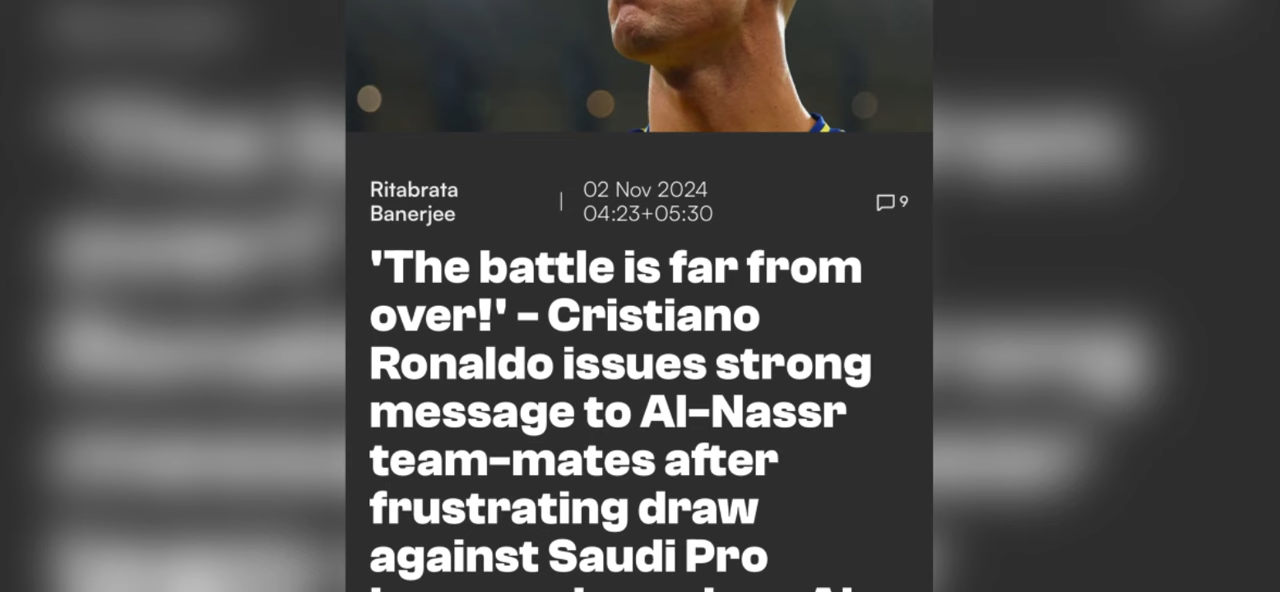 Ritabrata
Banerjee
02 Nov 2024
04:23+05:30
9
'The battle is far from
over!' - Cristiano
Ronaldo issues strong
message to Al-Nassr
team-mates after
frustrating draw
against Saudi Pro